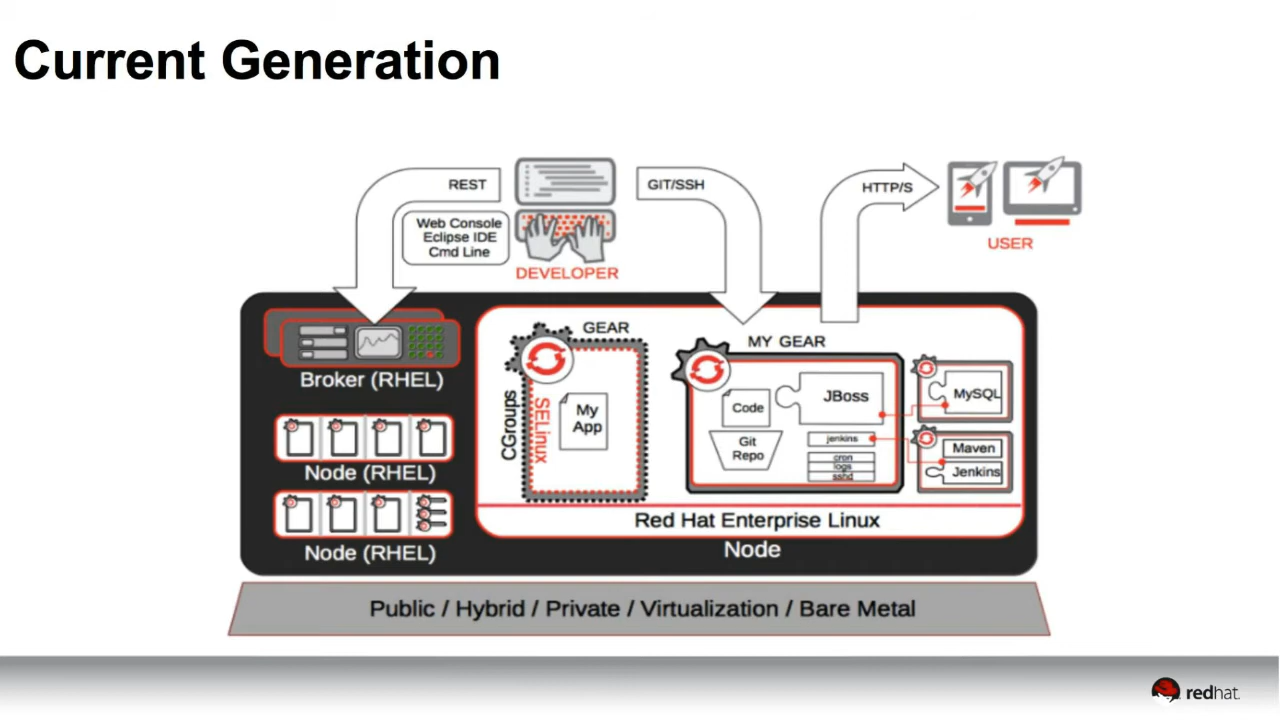 Current Generation
REST
Web Console
Eclipse IDE
Cmd Line
DEVELOPER
GIT/SSH
HTTP/S
USER
Broker (RHEL)
Node (RHEL)
Node (RHEL)
GEAR
CGroups
SELinux
My
App
MY GEAR
Code
Git
Repo
JBoss
jenkins
cron
logs
sshd
MySQL
Maven
Jenkins
Red Hat Enterprise Linux
Node
Public / Hybrid / Private / Virtualization / Bare Metal
redhat.